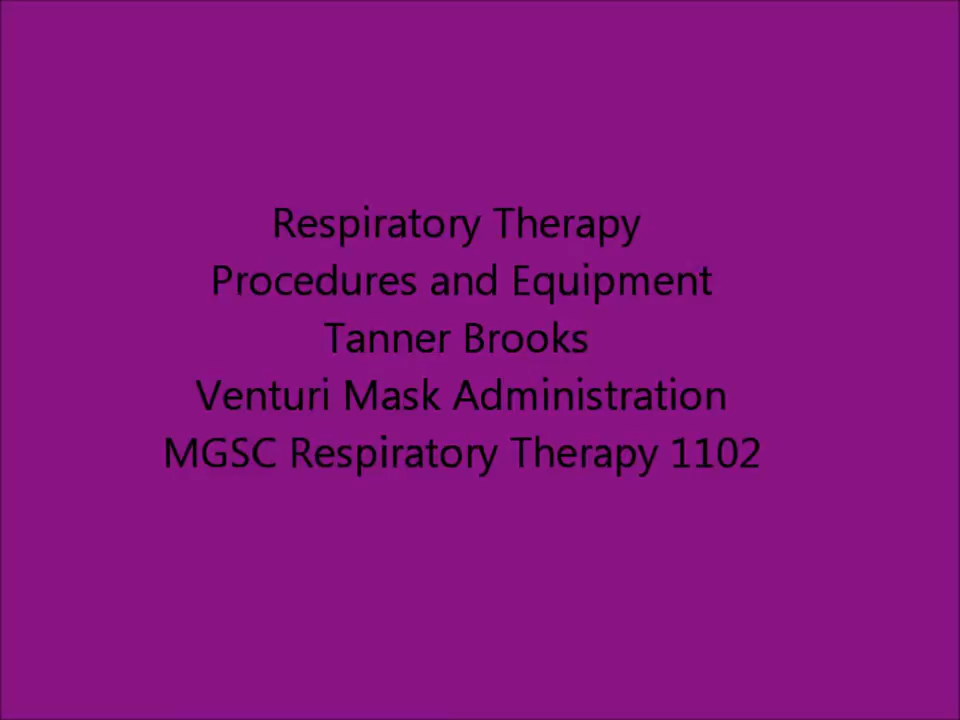 Respiratory Therapy
Procedures and Equipment
Tanner Brooks
Venturi Mask Administration
MGSC Respiratory Therapy 1102